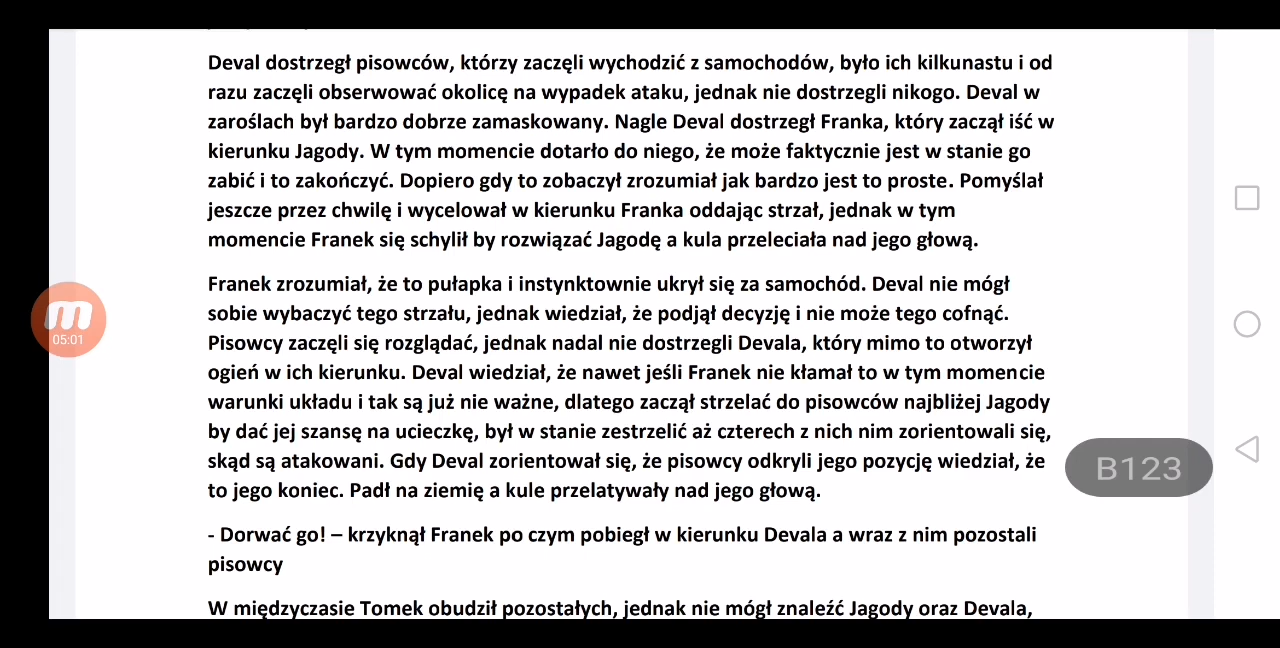 Deval dostrzegł pisowców, którzy zaczęli wychodzić z samochodów, było ich kilkunastu i od
razu zaczęli obserwować okolicę na wypadek ataku, jednak nie dostrzegli nikogo. Deval w
zaroślach był bardzo dobrze zamaskowany. Nagle Deval dostrzegł Franka, który zaczął iść w
kierunku Jagody. W tym momencie dotarło do niego, że może faktycznie jest w stanie go
zabić i to zakończyć. Dopiero gdy to zobaczył zrozumiał jak bardzo jest to proste. Pomyślał
jeszcze przez chwilę i wycelował w kierunku Franka oddając strzał, jednak w tym
momencie Franek się schylił by rozwiązać Jagodę a kula przeleciała nad jego głową.
Franek zrozumiał, że to pułapka i instynktownie ukrył się za samochód. Deval nie mógł
sobie wybaczyć tego strzału, jednak wiedział, że podjął decyzję i nie może tego cofnąć.
Pisowcy zaczęli się rozglądać, jednak nadal nie dostrzegli Devala, który mimo to otworzył
ogień w ich kierunku. Deval wiedział, że nawet jeśli Franek nie kłamał to w tym momencie
warunki układu i tak są już nie ważne, dlatego zaczął strzelać do pisowców najbliżej Jagody
by dać jej szansę na ucieczkę, był w stanie zestrzelić aż czterech z nich nim zorientowali się,
skąd są atakowani. Gdy Deval zorientował się, że pisowcy odkryli jego pozycję wiedział, że
to jego koniec. Padł na ziemię a kule przelatywały nad jego głową.
- Dorwać go! – krzyknął Franek po czym pobiegł w kierunku Devala a wraz z nim pozostali
pisowcy
W międzyczasie Tomek obudził pozostałych, jednak nie mógł znaleźć Jagody oraz Devala,
05:01
B123